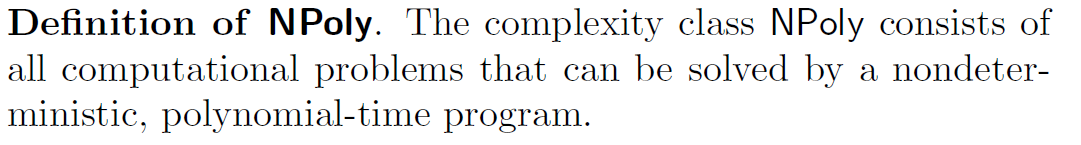 Definition of NPoly. The complexity class NPoly consists of
all computational problems that can be solved by a nondeter-
ministic, polynomial-time program.